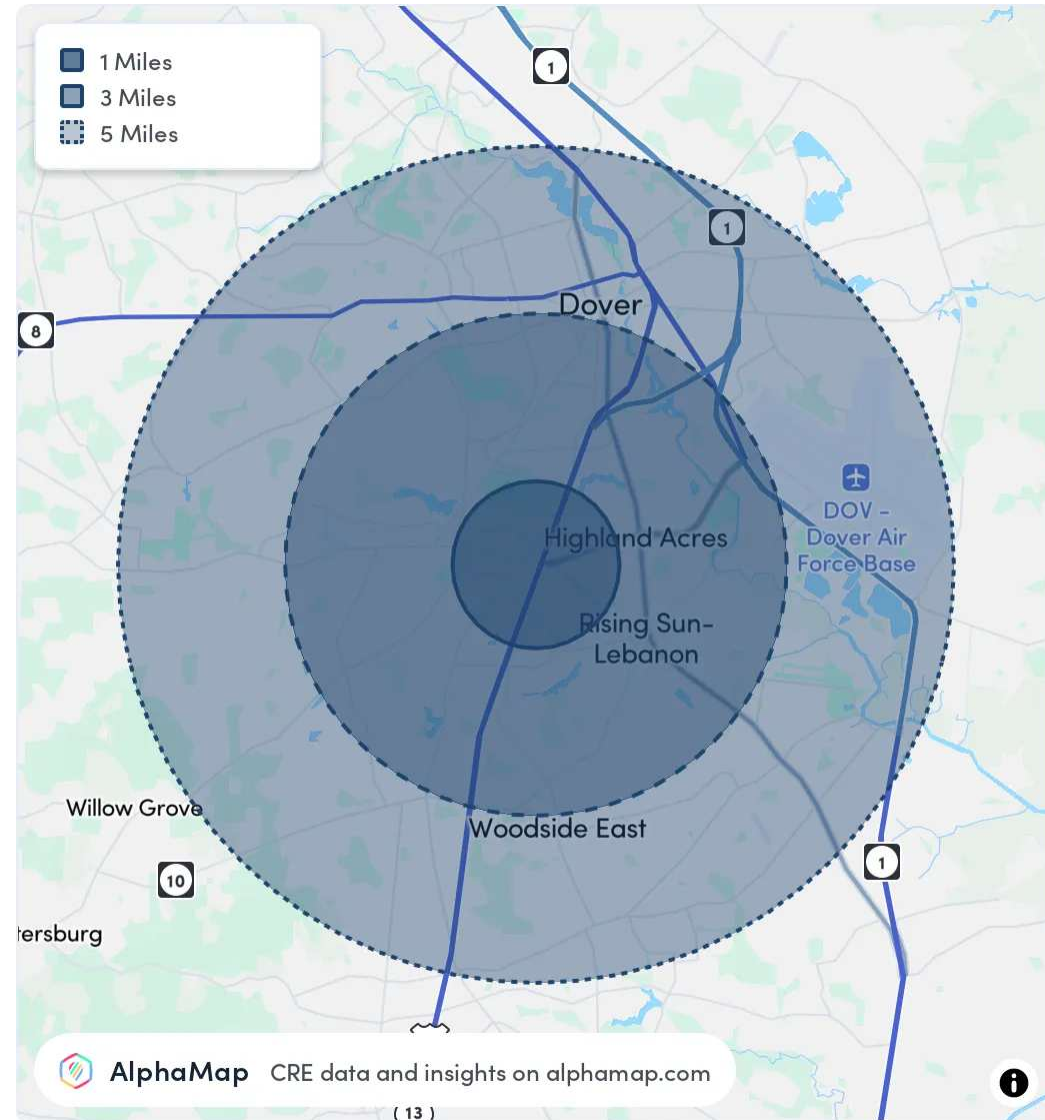 1 Miles
3 Miles
5 Miles
1
1
Dover
8
DOV -
Dover Air
Force Base
Highland Acres
Rising Sun-
Lebanon
Willow Grove
Woodside East
1
10
tersburg
AlphaMap CRE data and insights on alphamap.com
13